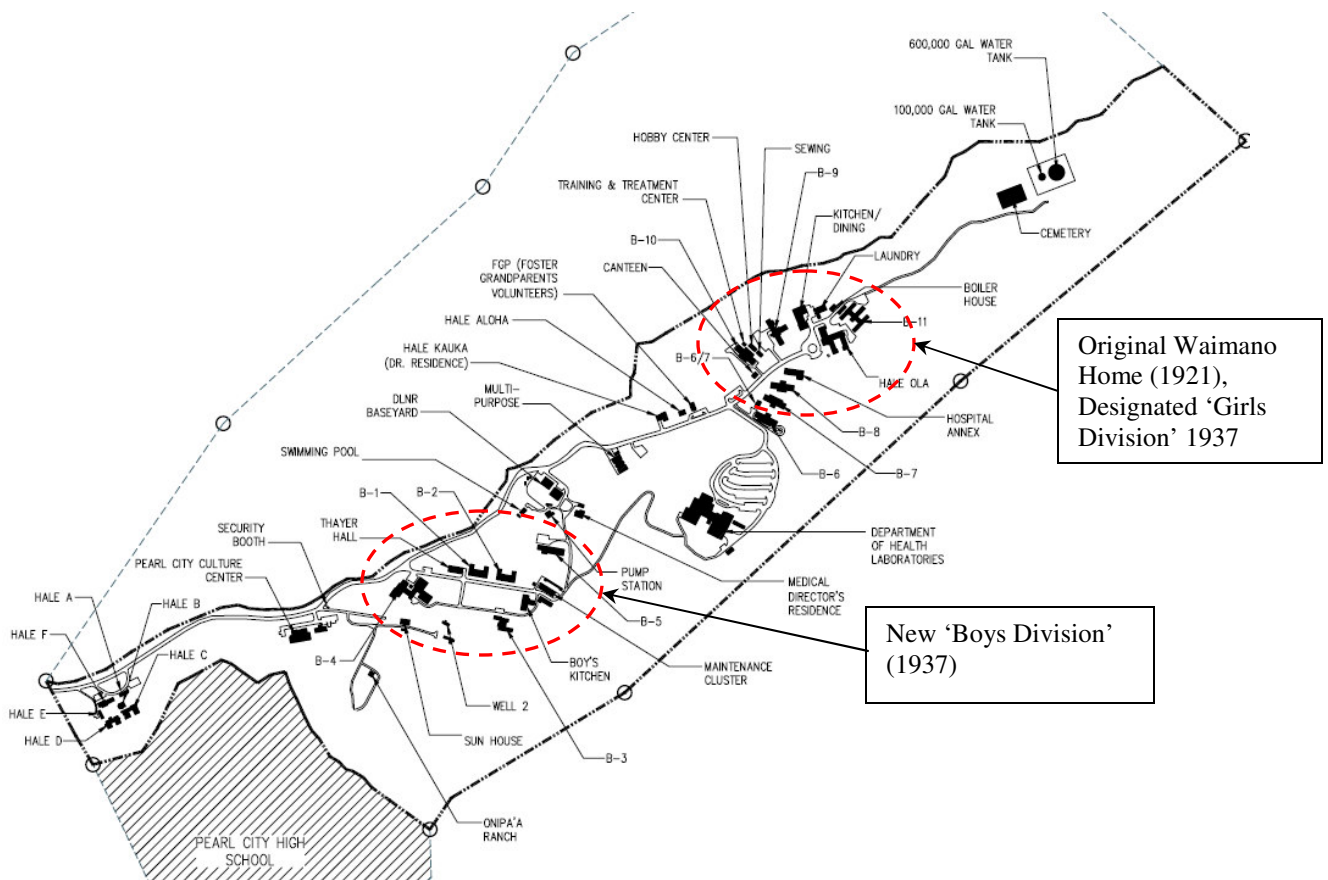 600,000 GAL WATER
TANK
100,000 GAL WATER
TANK
HOBBY CENTER
SEWING
B-9
TRAINING & TREATMENT
CENTER
KITCHEN/
DINING
B-10
CEMETERY
CANTEEN
LAUNDRY
FGP (FOSTER
GRANDPARENTS
VOLUNTEERS)
BOILER
HOUSE
HALE ALOHA
B-11
B-6/7
HALE KAUKA
(DR. RESIDENCE)
HALE OLA
Original Waimano
Home (1921),
Designated ‘Girls
Division’ 1937
MULTI-
PURPOSE
DLNR
BASEYARD
HOSPITAL
ANNEX
B-8
SWIMMING POOL
B-7
B-6
B-1
B-2
THAYER
HALL
SECURITY
BOOTH
DEPARTMENT
OF HEALTH
LABORATORIES
PEARL CITY CULTURE
CENTER
PUMP
STATION
MEDICAL
DIRECTOR'S
RESIDENCE
HALE A
HALE B
B-5
New ‘Boys Division’
(1937)
HALE F
HALE C
B-4
BOY'S
KITCHEN
MAINTENANCE
CLUSTER
HALE E
WELL 2
HALE D
SUN HOUSE
B-3
ONIPA'A
RANCH
PEARL CITY HIGH
SCHOOL